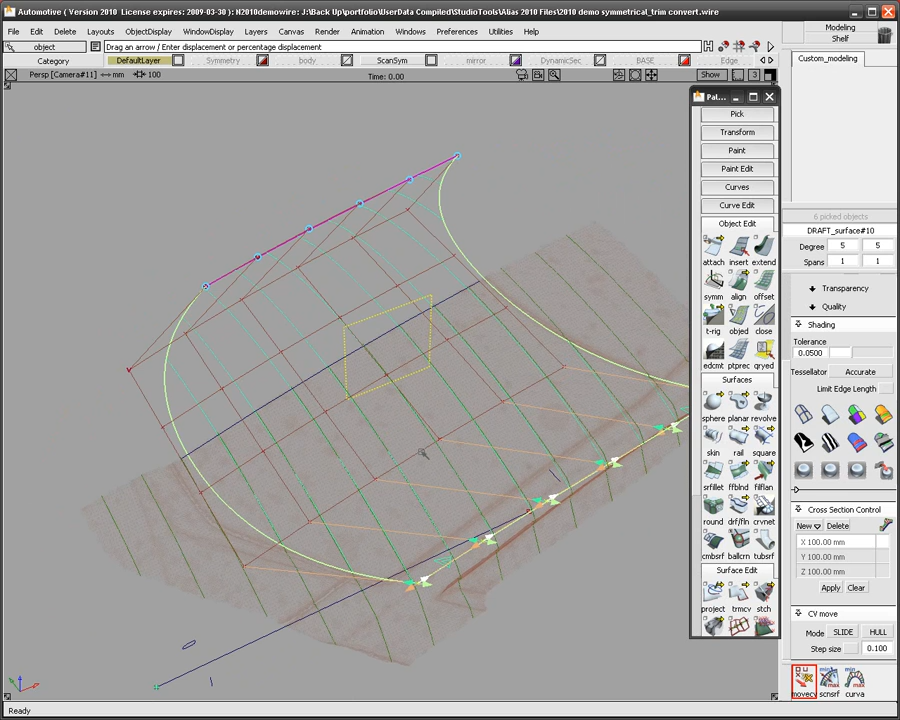 Automotive ( Version 2010 License expires: 2009-03-30 ): N2010demowire: J:\Back Up\portfolio\UserData Compiled\StudioTools\Alias 2010 Files\2010 demo symmetrical_trim convert.wire
File Edit Delete Layouts ObjectDisplay WindowDisplay Layers Canvas Render Animation Windows Preferences Utilities Help
object
Drag an arrow / Enter displacement or percentage displacement
Category DefaultLayer Symmetry body ScanSym mirror DynamicSec BASE Edge
Persp [Camera#11] mm 100
Time: 0.00
Show 3
Pal...
Pick
Transform
Paint
Paint Edit
Curves
Curve Edit
Object Edit
attach insert extend
symm align offset
t-rig objed close
edcmt ptprec qryed
Surfaces
sphere planar revolve
skin rail square
srfillet ffblnd filflan
round drf/fln crvnet
cmbsrf ballcrn tubsrf
Surface Edit
project trmcv stch
Modeling
Shelf
Custom_modeling
6 picked objects
DRAFT_surface#10
Degree 5 5
Spans 1 1
Transparency
Quality
Shading
Tolerance
0.0500
Tessellator Accurate
Limit Edge Length
Cross Section Control
New Delete
X 100.00 mm
Y 100.00 mm
Z 100.00 mm
Apply Clear
CV move
Mode SLIDE HULL
Step size 0.100
movecv scnsrf curva
Ready